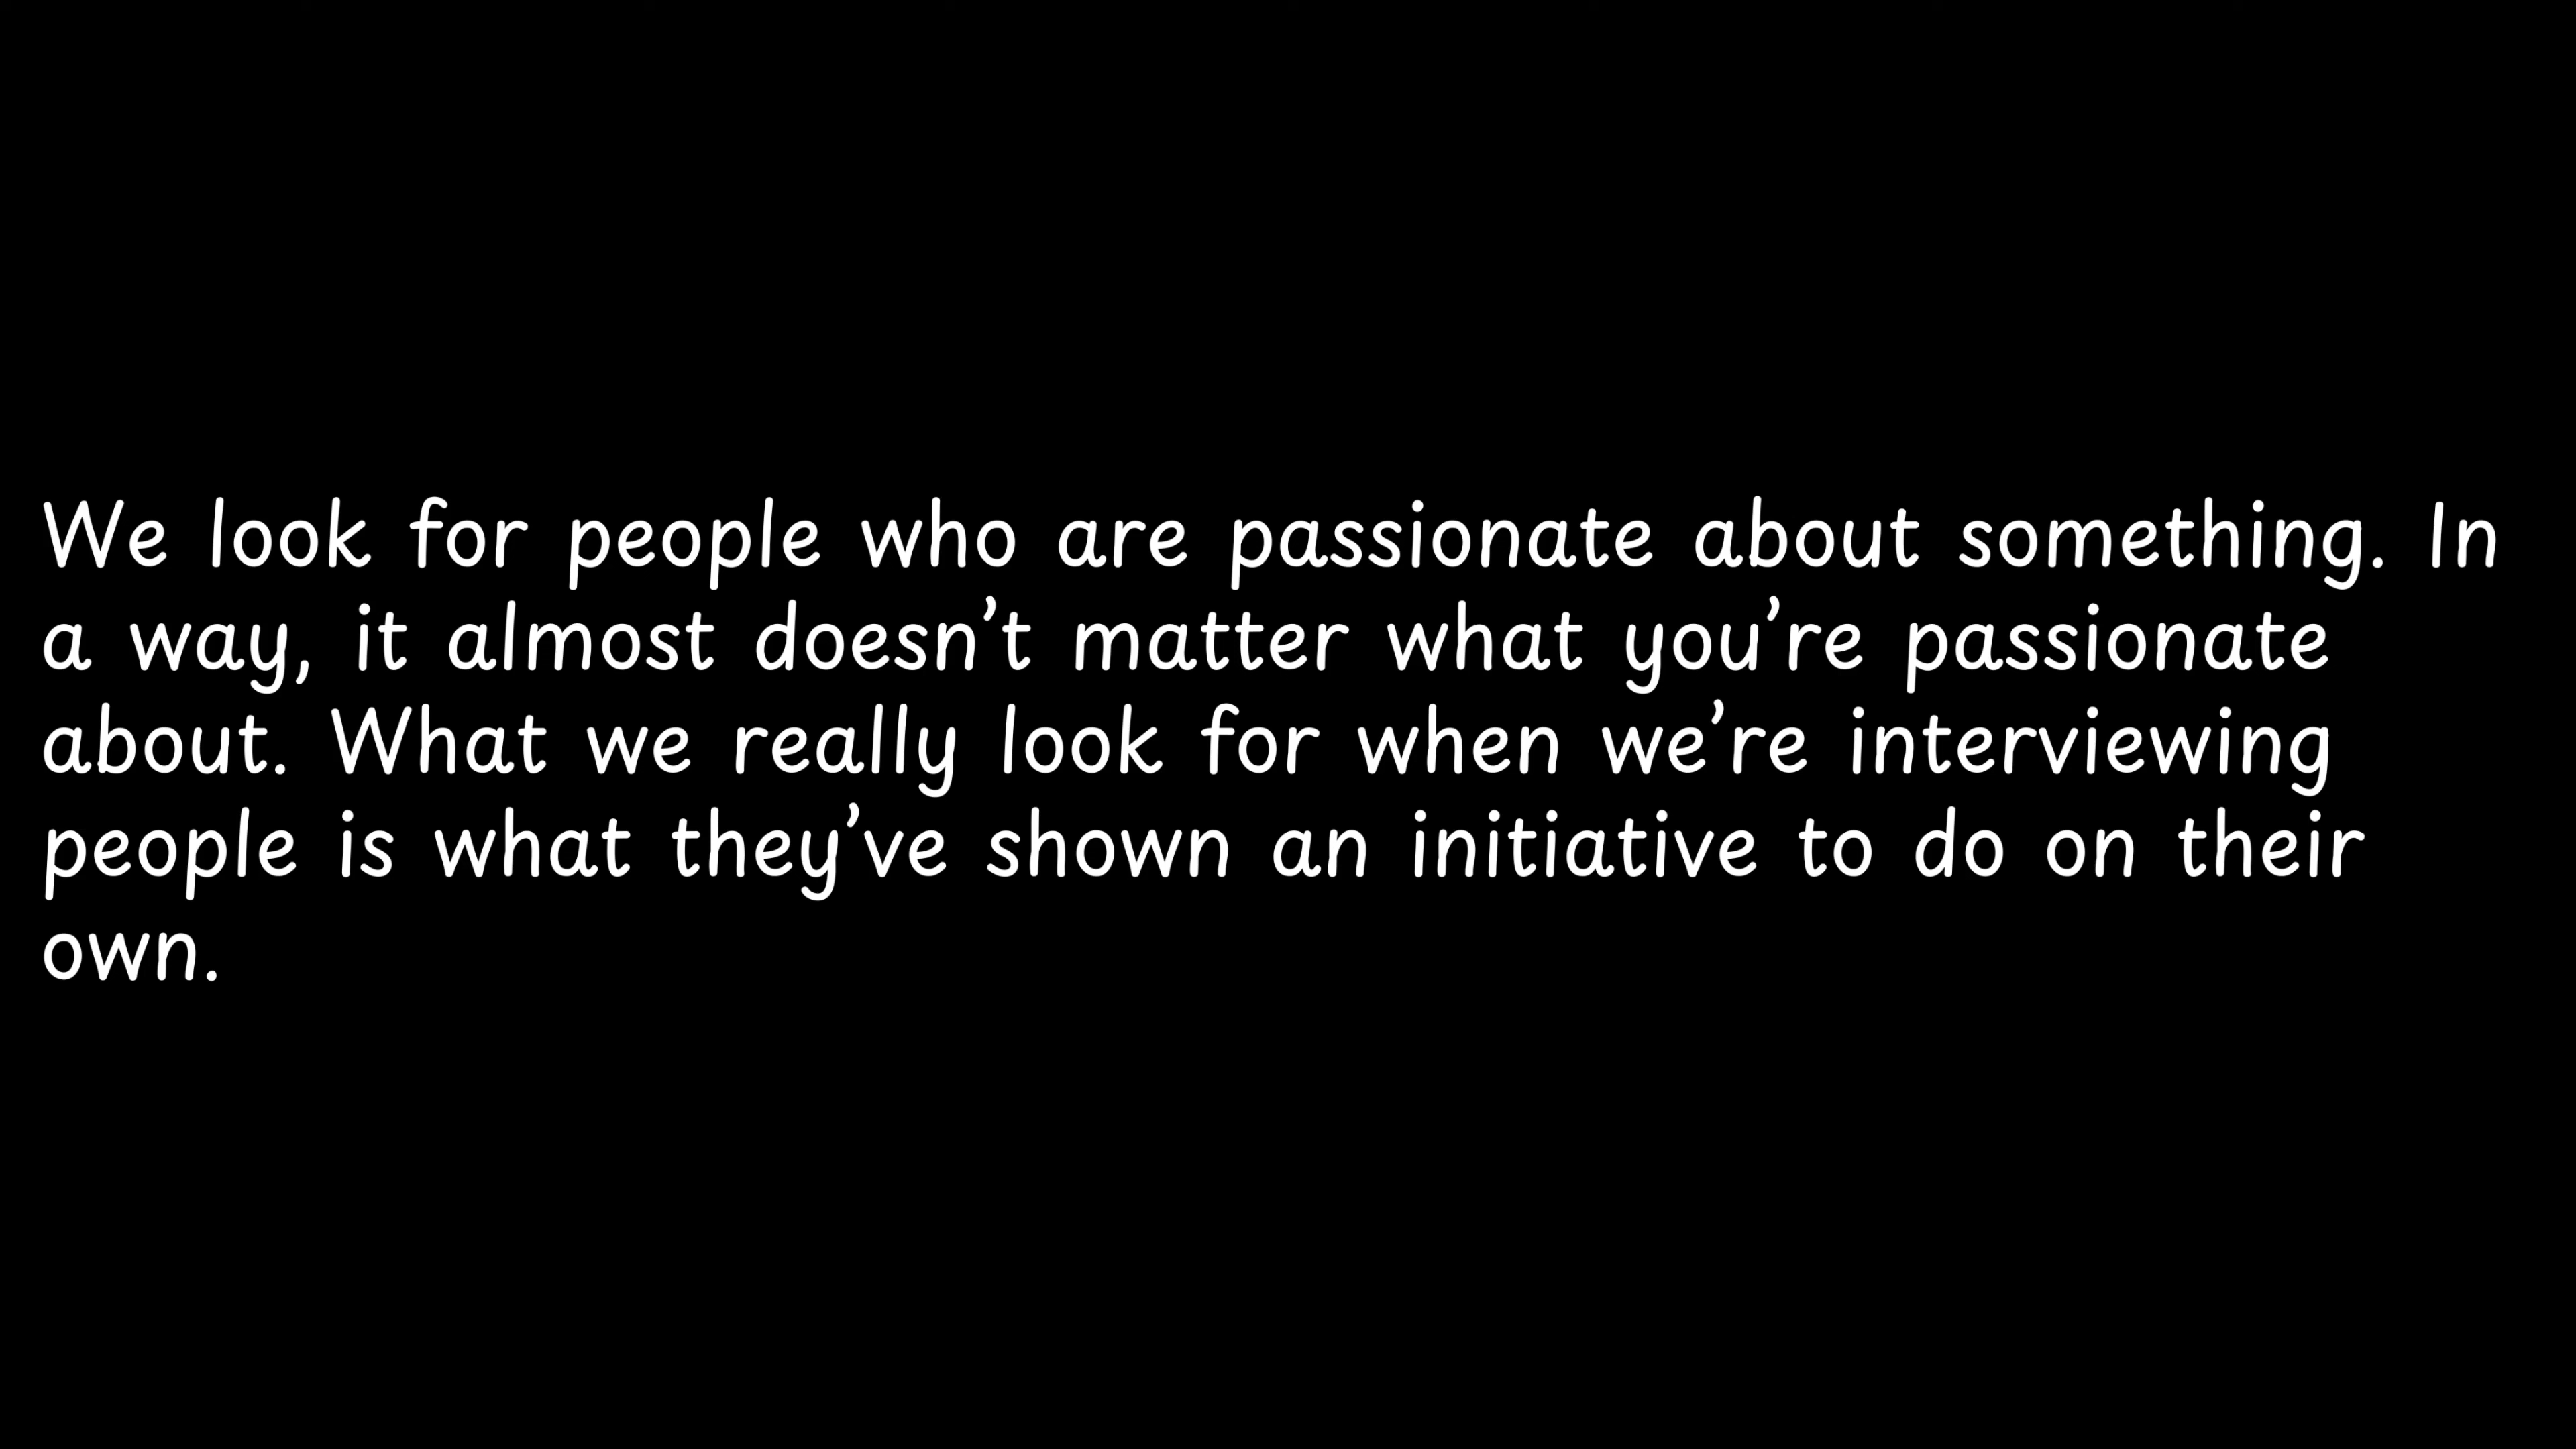 We look for people who are passionate about something. In
a way, it almost doesn’t matter what you’re passionate
about. What we really look for when we’re interviewing
people is what they’ve shown an initiative to do on their
own.